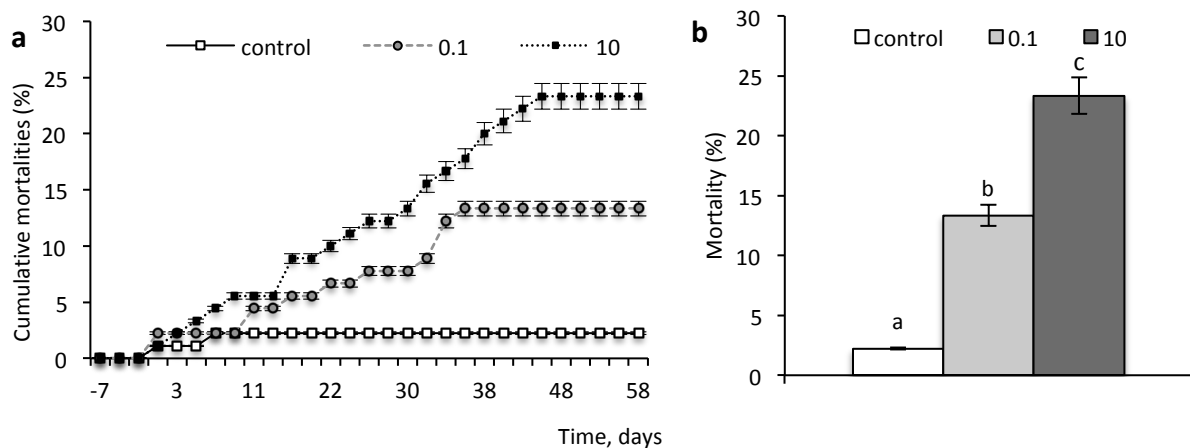 a
control 0.1 10
Cumulative mortalities (%)
30
25
20
15
10
5
0
-7 3 11 22 30 38 48 58
b
control 0.1 10
Mortality (%)
30
25
20
15
10
5
0
a
b
c
Time, days